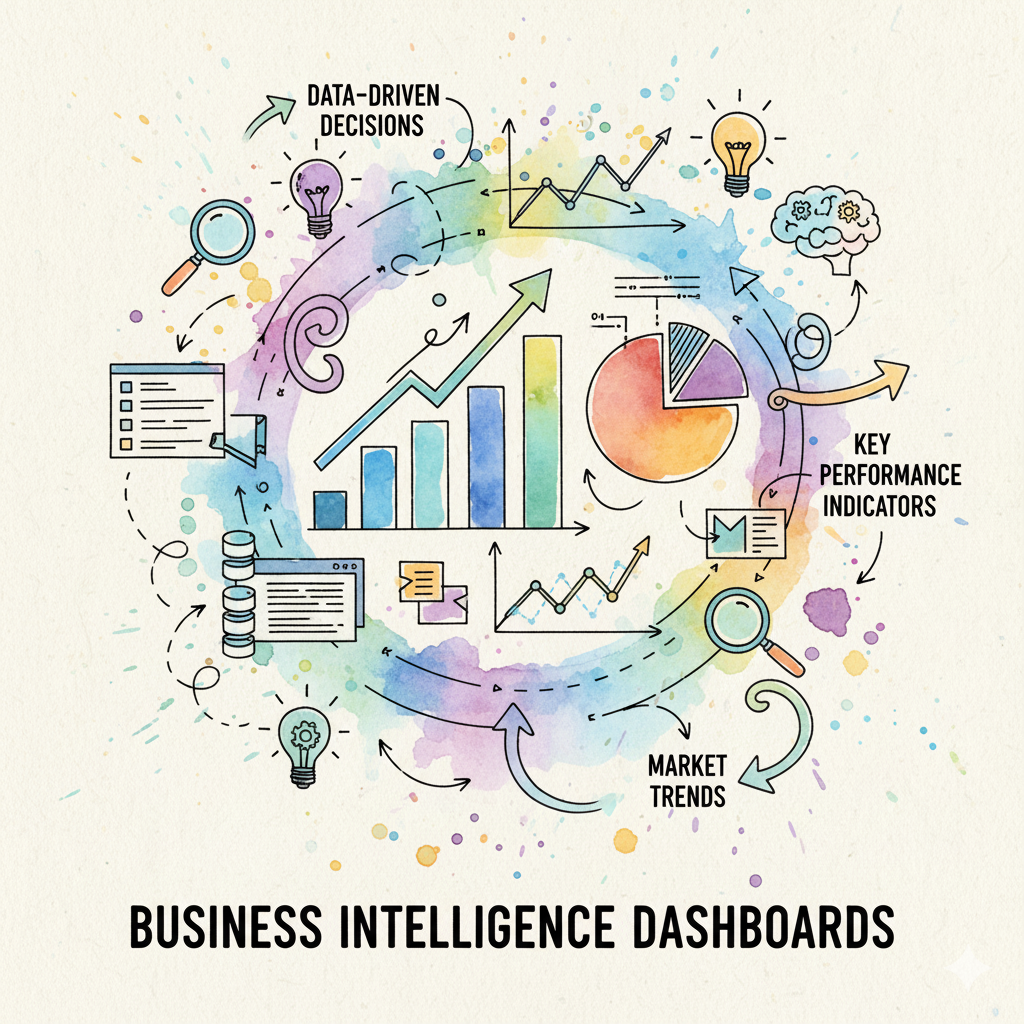 DATA-DRIVEN
DECISIONS
KEY
PERFORMANCE
INDICATORS
MARKET
TRENDS
BUSINESS INTELLIGENCE DASHBOARDS